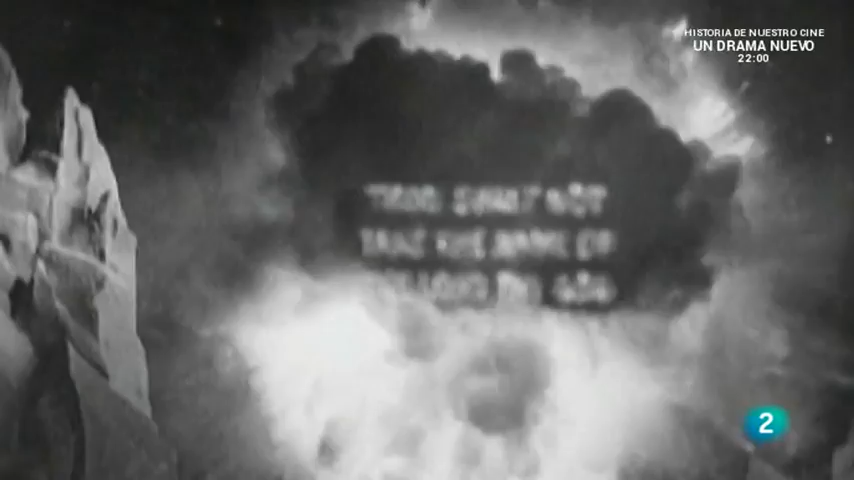 HISTORIA DE NUESTRO CINE
UN DRAMA NUEVO
22:00
THOU SHALT NOT
TAKE THE NAME OF
2